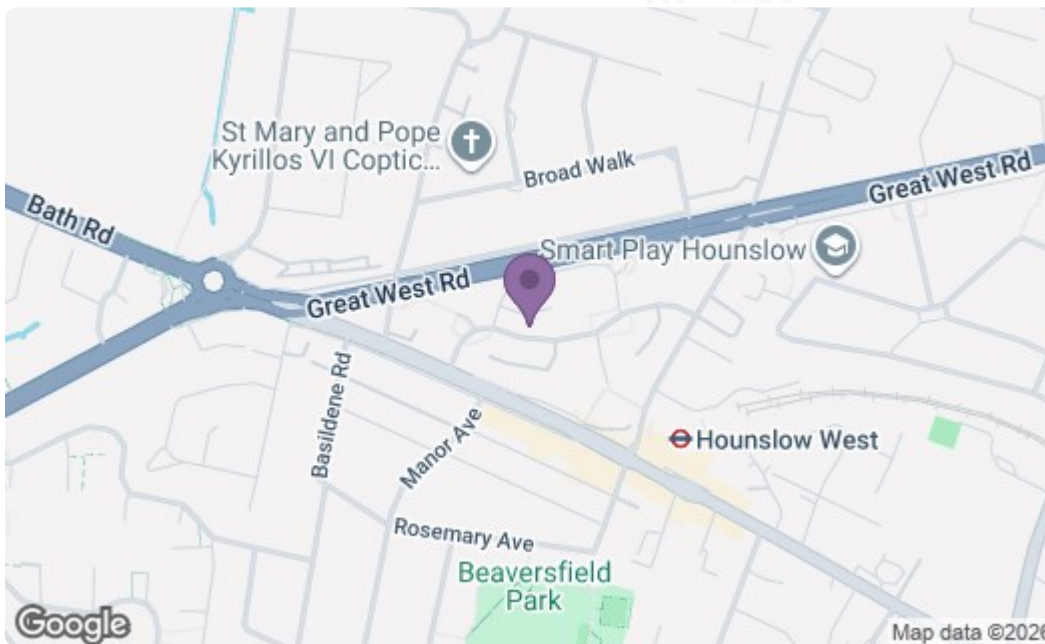 St Mary and Pope
Kyrillos VI Coptic...
Broad Walk
Great West Rd
Bath Rd
Smart Play Hounslow
Great West Rd
Basildene Rd
Manor Ave
Hounslow West
Rosemary Ave
Beaversfield
Park
Google
Map data ©2026